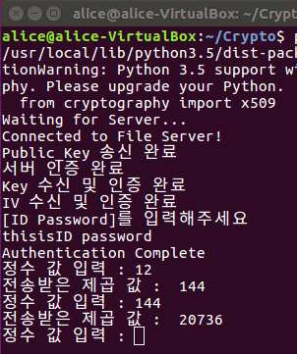 alice@alice-VirtualBox: ~/Crypt
alice@alice-VirtualBox:~/Crypto$ p
/usr/local/lib/python3.5/dist-pack
tionWarning: Python 3.5 support wi
phy. Please upgrade your Python.
from cryptography import x509
Waiting for Server...
Connected to File Server!
Public Key 송신 완료
서버 인증 완료
Key 수신 및 인증 완료
IV 수신 및 인증 완료
[ID Password]를 입력해주세요
thisisID password
Authentication Complete
정수 값 입력 : 12
전송받은 제곱 값 :  144
정수 값 입력 : 144
전송받은 제곱 값 :  20736
정수 값 입력 :